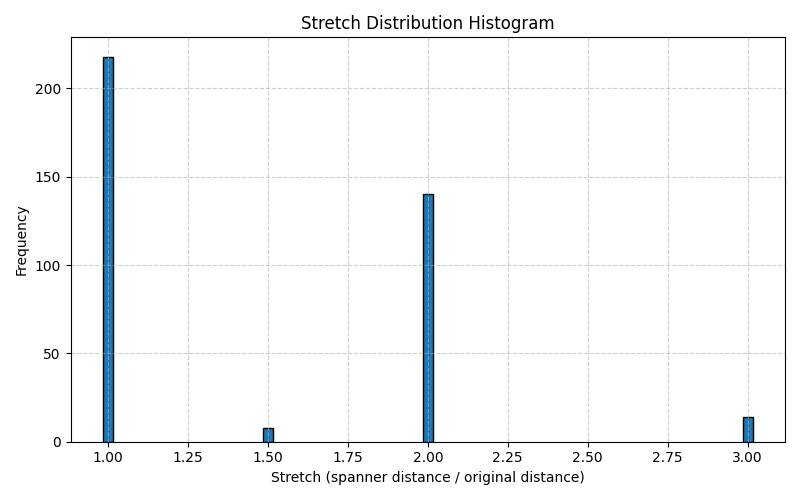 Stretch Distribution Histogram
Frequency
200
150
100
50
0
1.00 1.25 1.50 1.75 2.00 2.25 2.50 2.75 3.00
Stretch (spanner distance / original distance)